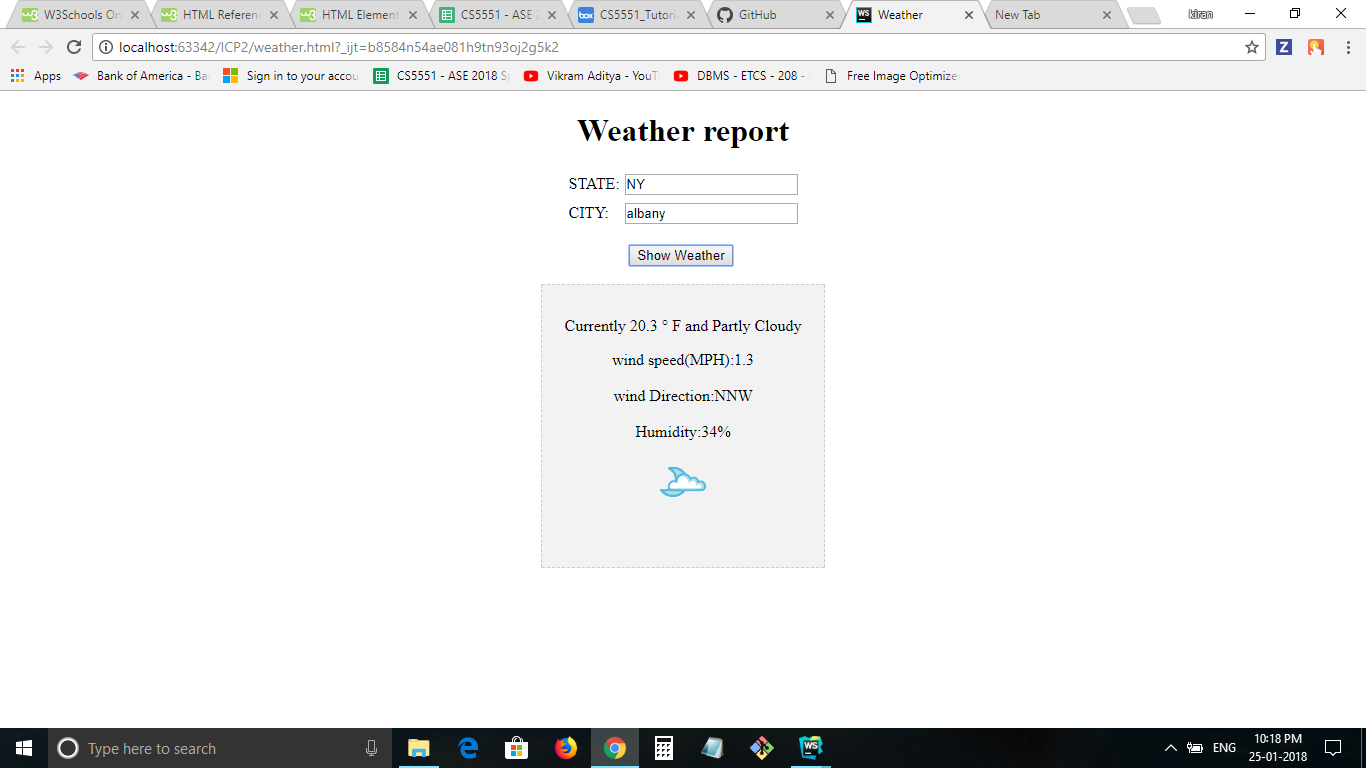 W3Schools On
HTML Referenc
HTML Element
CS5551 - ASE 2
CS5551_Tutori
GitHub
Weather
New Tab
kiran
localhost:63342/ICP2/weather.html?_ijt=b8584n54ae081h9tn93oj2g5k2
Apps Bank of America - Ba Sign in to your accou CS5551 - ASE 2018 Sp Vikram Aditya - YouT DBMS - ETCS - 208 - Free Image Optimize
Weather report
STATE: NY
CITY: albany
Show Weather
Currently 20.3 ° F and Partly Cloudy
wind speed(MPH):1.3
wind Direction:NNW
Humidity:34%
Type here to search
ENG
10:18 PM
25-01-2018